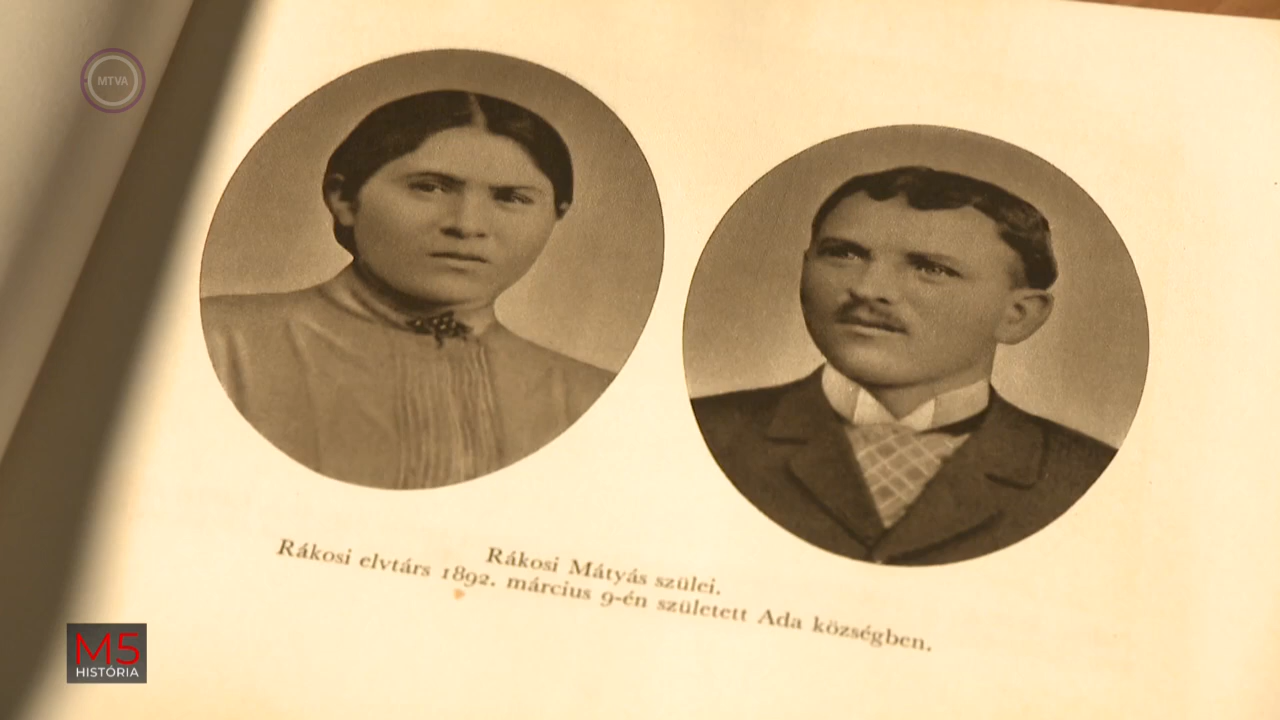 MTVA
Rákosi Mátyás szülei.
Rákosi elvtárs 1892. március 9-én született Ada községben.
M5
HISTÓRIA